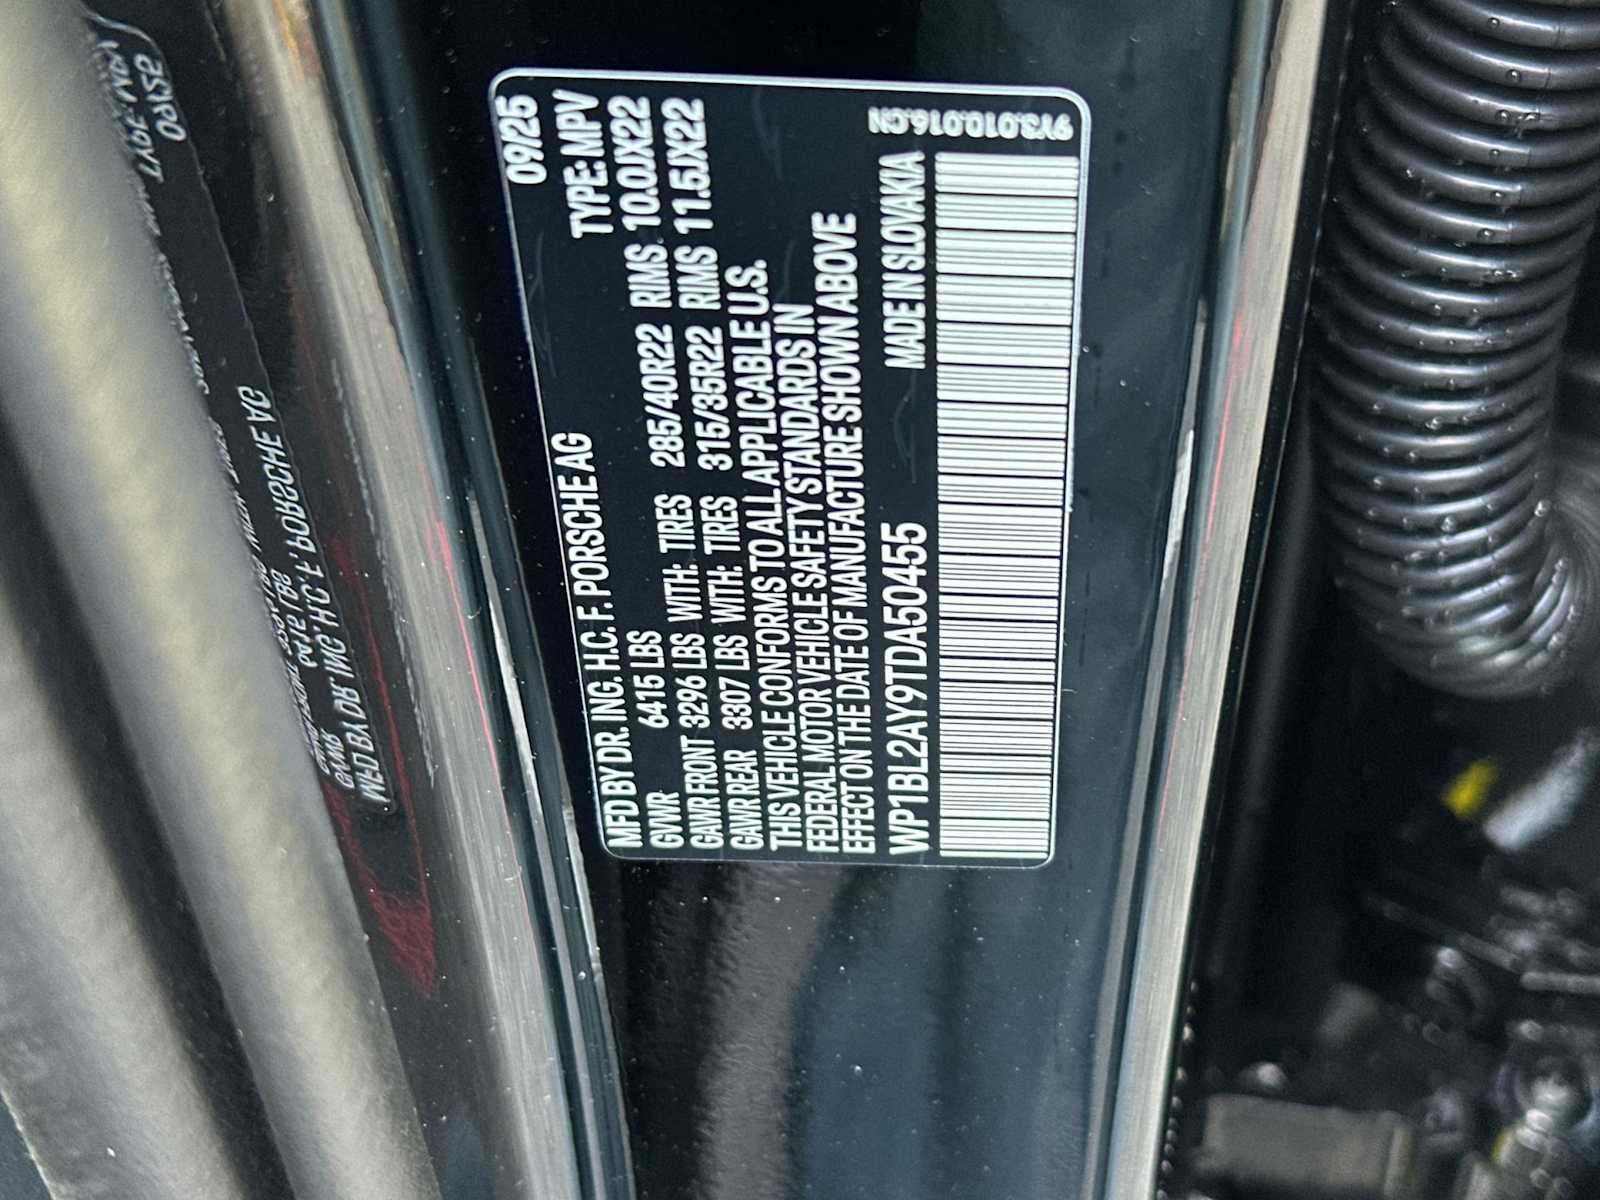 09/25
MFD BY DR. ING. H.C. F. PORSCHE AG TYPE: MPV
GVWR 6415 LBS
GAWR FRONT 3296 LBS WITH: TIRES 285/40R22 RIMS 10.0JX22
GAWR REAR 3307 LBS WITH: TIRES 315/35R22 RIMS 11.5JX22
THIS VEHICLE CONFORMS TO ALL APPLICABLE U.S.
FEDERAL MOTOR VEHICLE SAFETY STANDARDS IN
EFFECT ON THE DATE OF MANUFACTURE SHOWN ABOVE
WP1BL2AY9TDA50455 MADE IN SLOVAKIA
9Y3.010.016.CN